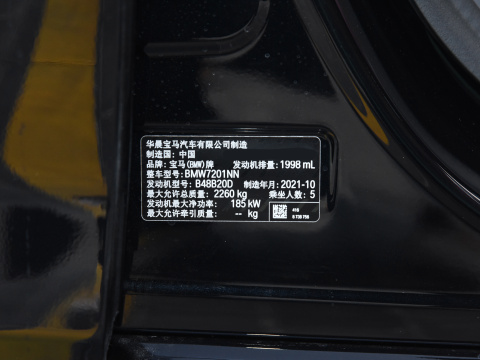 华晨宝马汽车有限公司制造
制造国: 中国
品牌: 宝马(BMW)牌 发动机排量: 1998 mL
整车型号: BMW7201NN
发动机型号: B48B20D 制造年月: 2021-10
最大允许总质量: 2260 kg 乘坐人数: 5
发动机最大净功率: 185 kW
最大允许牵引质量: -- kg